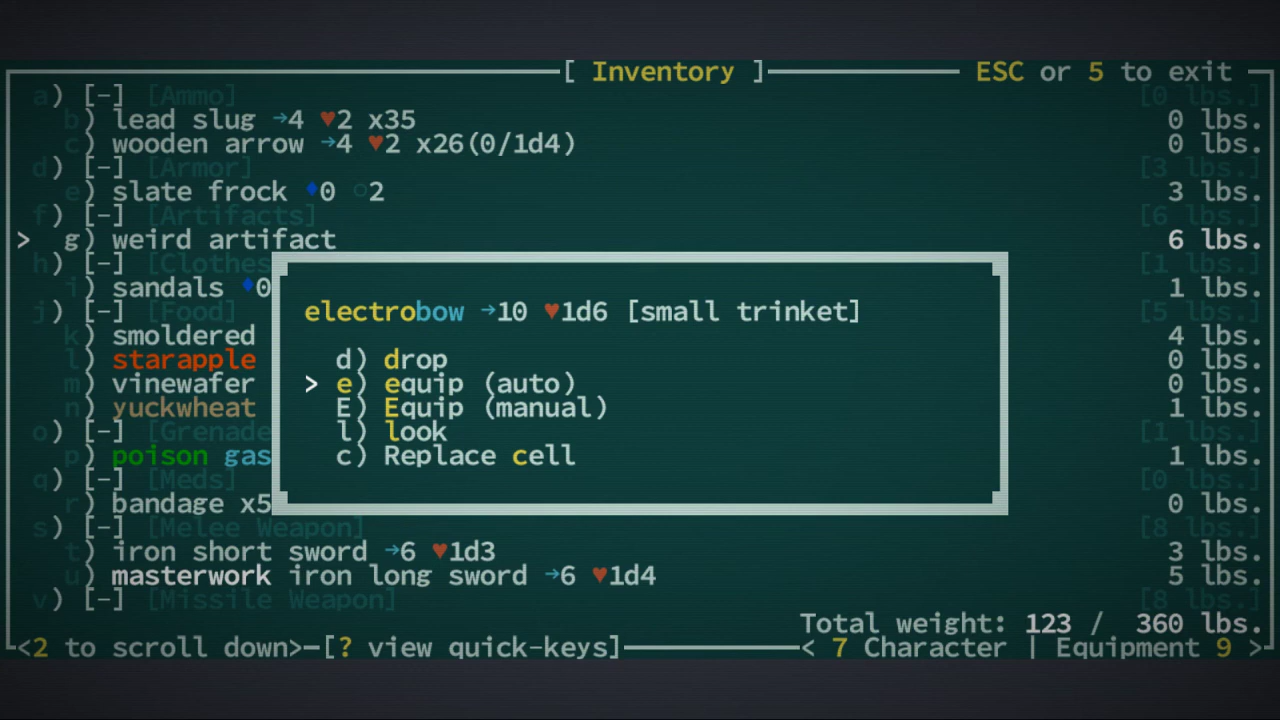 [ Inventory ] ESC or 5 to exit
a) [-] [Ammo] [0 lbs.]
b) lead slug →4 ♥2 x35 0 lbs.
c) wooden arrow →4 ♥2 x26(0/1d4) 0 lbs.
d) [-] [Armor] [3 lbs.]
e) slate frock ♦0 ○2 3 lbs.
f) [-] [Artifacts] [6 lbs.]
> g) weird artifact 6 lbs.
h) [-] [Clothes [1 lbs.]
i) sandals ♦0 1 lbs.
electrobow →10 ♥1d6 [small trinket]
j) [-] [Food] [5 lbs.]
k) smoldered 4 lbs.
d) drop
l) starapple 0 lbs.
> e) equip (auto)
m) vinewafer 0 lbs.
E) Equip (manual)
n) yuckwheat 1 lbs.
l) look
o) [-] [Grenade [1 lbs.]
c) Replace cell
p) poison gas 1 lbs.
q) [-] [Meds] [0 lbs.]
r) bandage x5 0 lbs.
s) [-] [Melee Weapon] [8 lbs.]
t) iron short sword →6 ♥1d3 3 lbs.
u) masterwork iron long sword →6 ♥1d4 5 lbs.
v) [-] [Missile Weapon] [8 lbs.]
Total weight: 123 / 360 lbs.
<2 to scroll down> [? view quick-keys] < 7 Character | Equipment 9 >